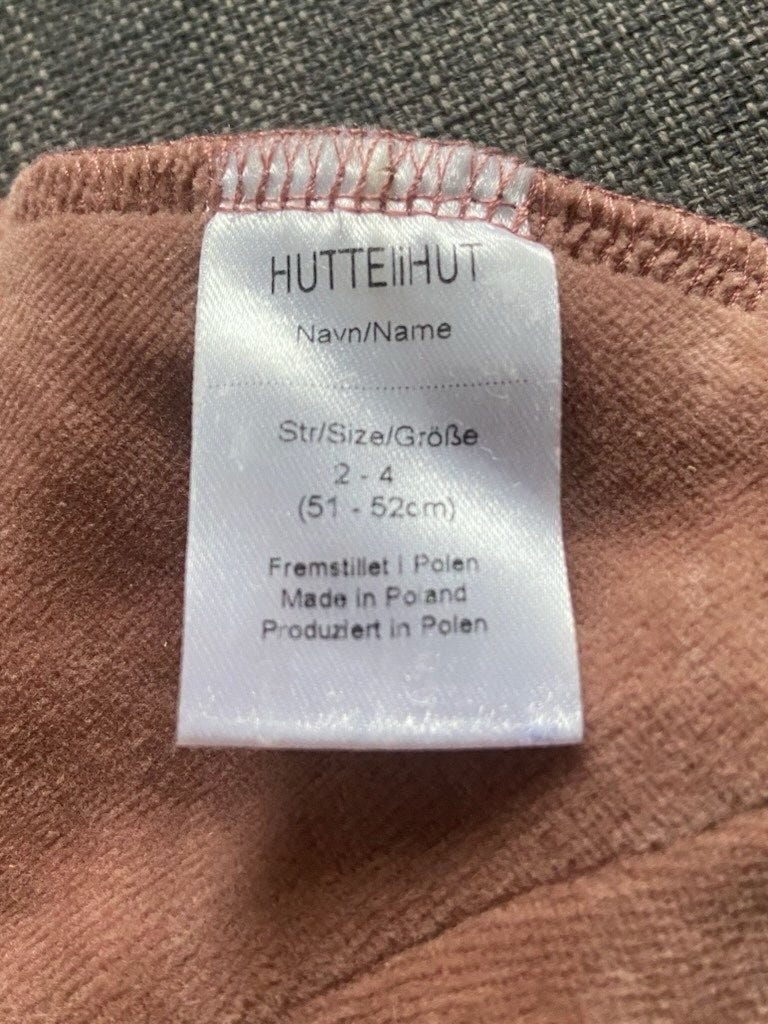 HUTTEliHUT
Navn/Name
Str/Size/Größe
2 - 4
(51 - 52cm)
Fremstillet i Polen
Made in Poland
Produziert in Polen